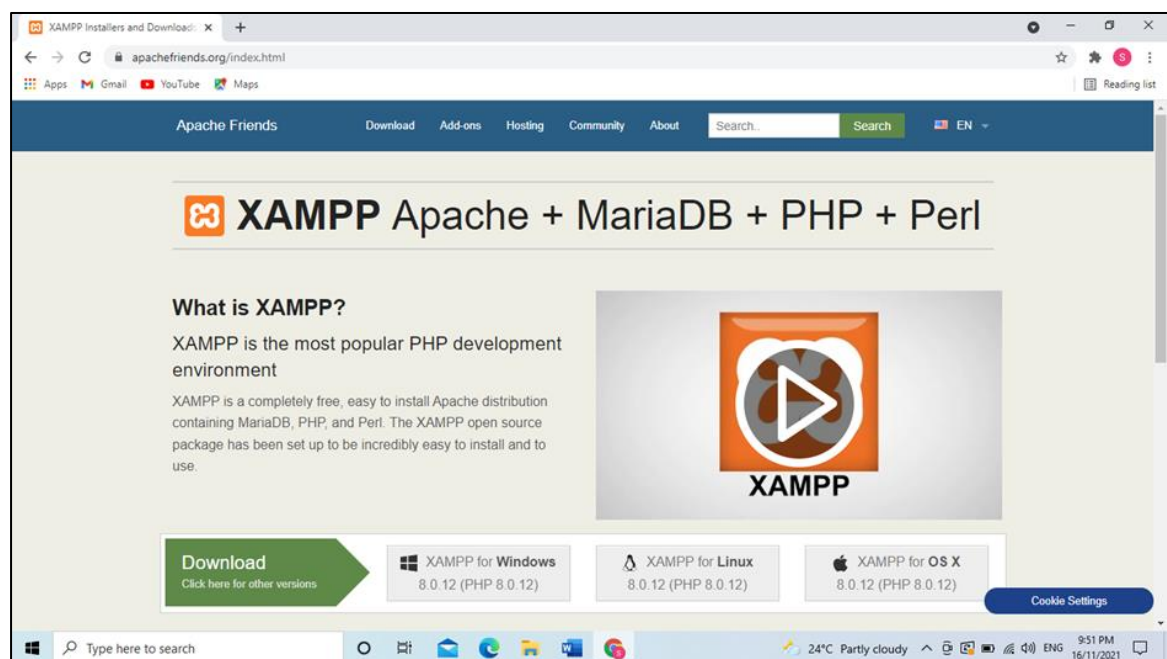 XAMPP Installers and Download
apachefriends.org/index.html
S
Apps Gmail YouTube Maps Reading list
Apache Friends Download Add-ons Hosting Community About Search.. Search EN
XAMPP Apache + MariaDB + PHP + Perl
What is XAMPP?
XAMPP is the most popular PHP development
environment
XAMPP is a completely free, easy to install Apache distribution
containing MariaDB, PHP, and Perl. The XAMPP open source
package has been set up to be incredibly easy to install and to
use.
XAMPP
Download
Click here for other versions
XAMPP for Windows
8.0.12 (PHP 8.0.12)
XAMPP for Linux
8.0.12 (PHP 8.0.12)
XAMPP for OS X
8.0.12 (PHP 8.0.12)
Cookie Settings
Type here to search 24°C Partly cloudy ENG 9:51 PM
16/11/2021